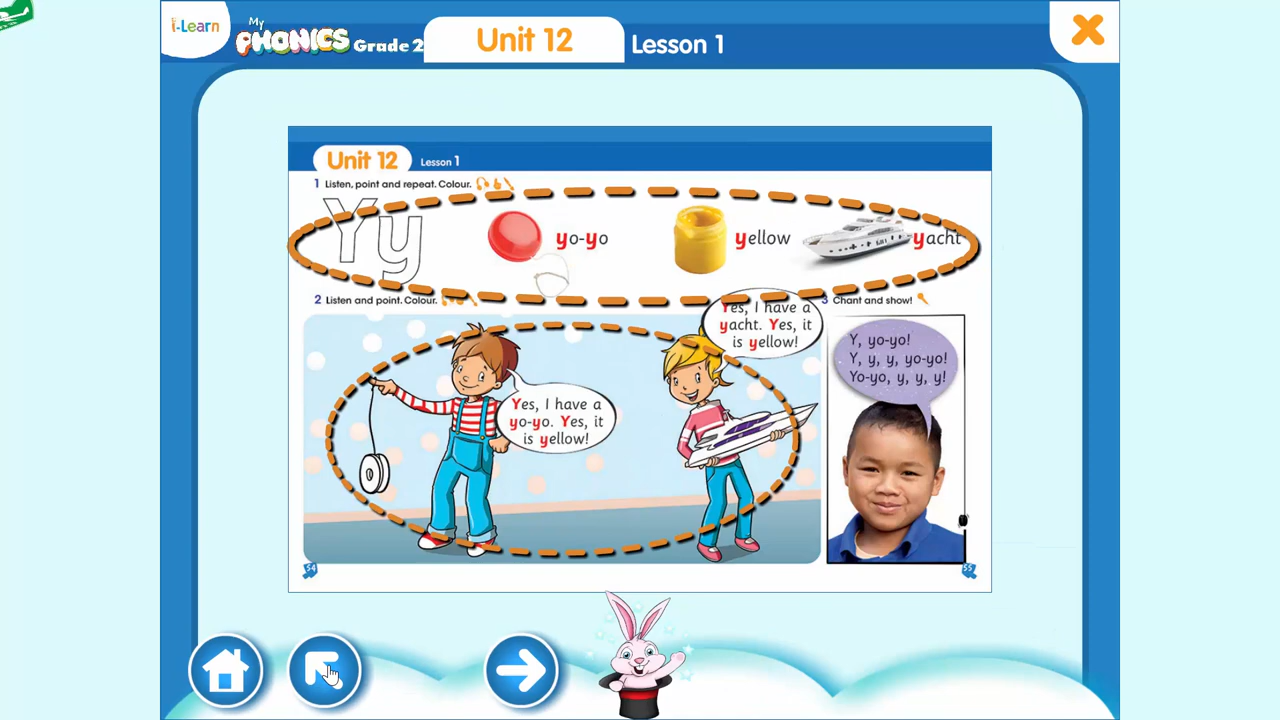 i-Learn
My
PHONICS Grade 2
Unit 12
Lesson 1
Unit 12
Lesson 1
1 Listen, point and repeat. Colour.
Yy
yo-yo
yellow
yacht
2 Listen and point. Colour.
Yes, I have a
yacht. Yes, it
is yellow!
Yes, I have a
yo-yo. Yes, it
is yellow!
3 Chant and show!
Y, yo-yo!
Y, y, y, yo-yo!
Yo-yo, y, y, y!
54
55